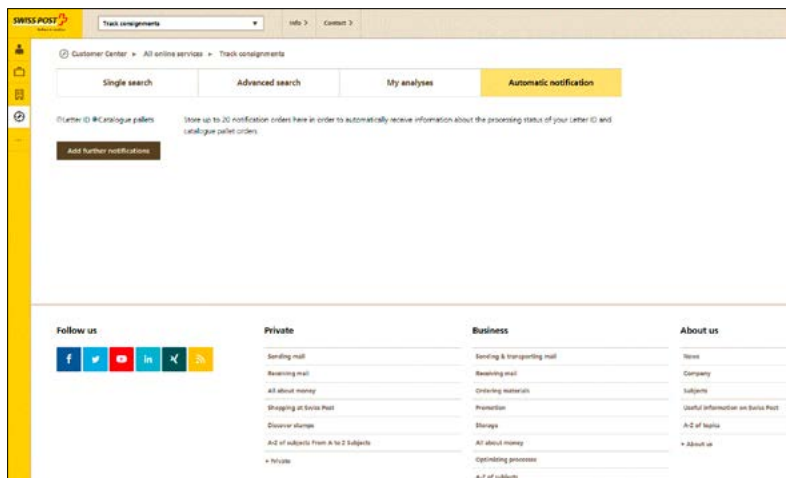 SWISS POST
Track consignments
Info >
Contact >
Customer Center ▸ All online services ▸ Track consignments
Single search
Advanced search
My analyses
Automatic notification
Letter ID Catalogue pallets
Store up to 20 notification orders here in order to automatically receive information about the processing status of your Letter ID and
catalogue pallet orders
Add further notifications
Follow us
Private
Sending mail
Receiving mail
All about money
Shopping at Swiss Post
Discover stamps
A-Z of subjects From A to Z Subjects
+ Private
Business
Sending & transporting mail
Receiving mail
Ordering materials
Promotion
Storage
All about money
Optimizing processes
A-Z of subjects
About us
News
Company
Subjects
Useful information on Swiss Post
A-Z of topics
+ About us